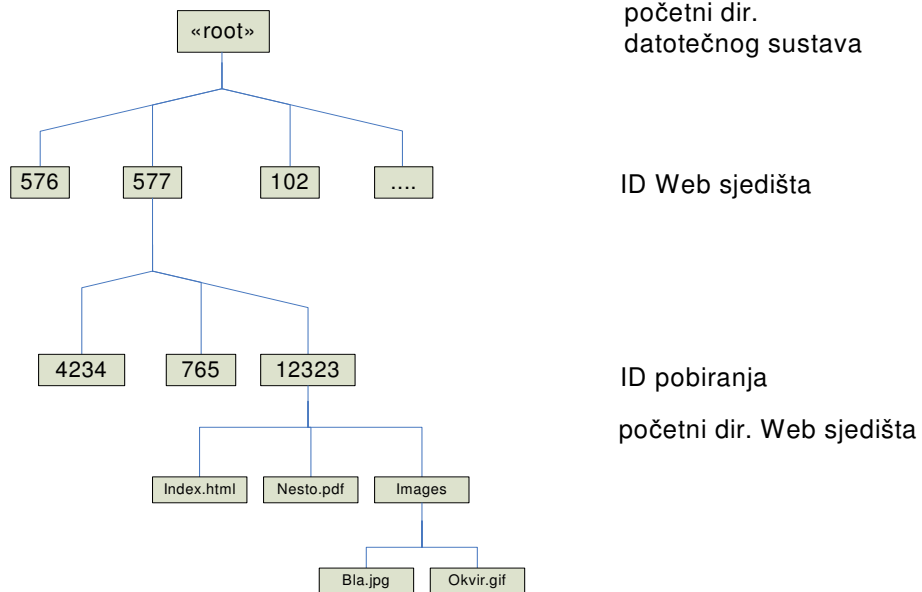 «root»
početni dir.
datotečnog sustava
576
577
102
....
ID Web sjedišta
4234
765
12323
ID pobiranja
početni dir. Web sjedišta
Index.html
Nesto.pdf
Images
Bla.jpg
Okvir.gif